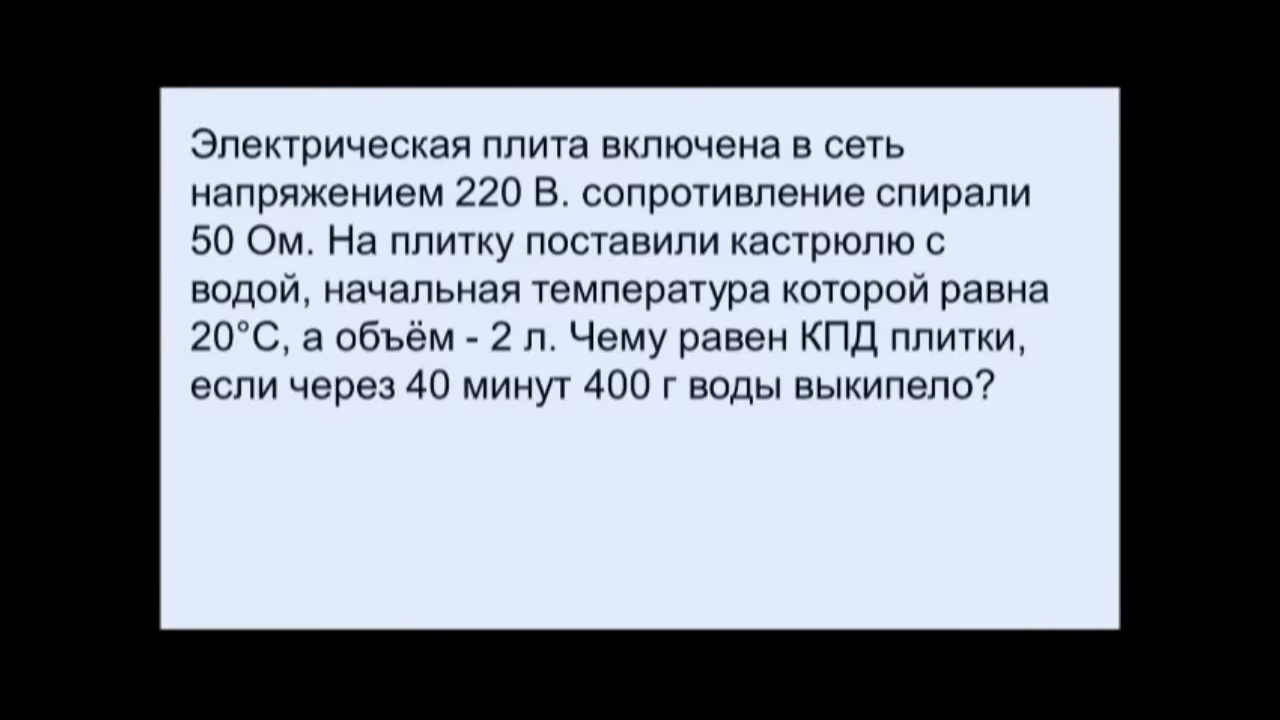 Электрическая плита включена в сеть
напряжением 220 В. сопротивление спирали
50 Ом. На плитку поставили кастрюлю с
водой, начальная температура которой равна
20°С, а объём - 2 л. Чему равен КПД плитки,
если через 40 минут 400 г воды выкипело?